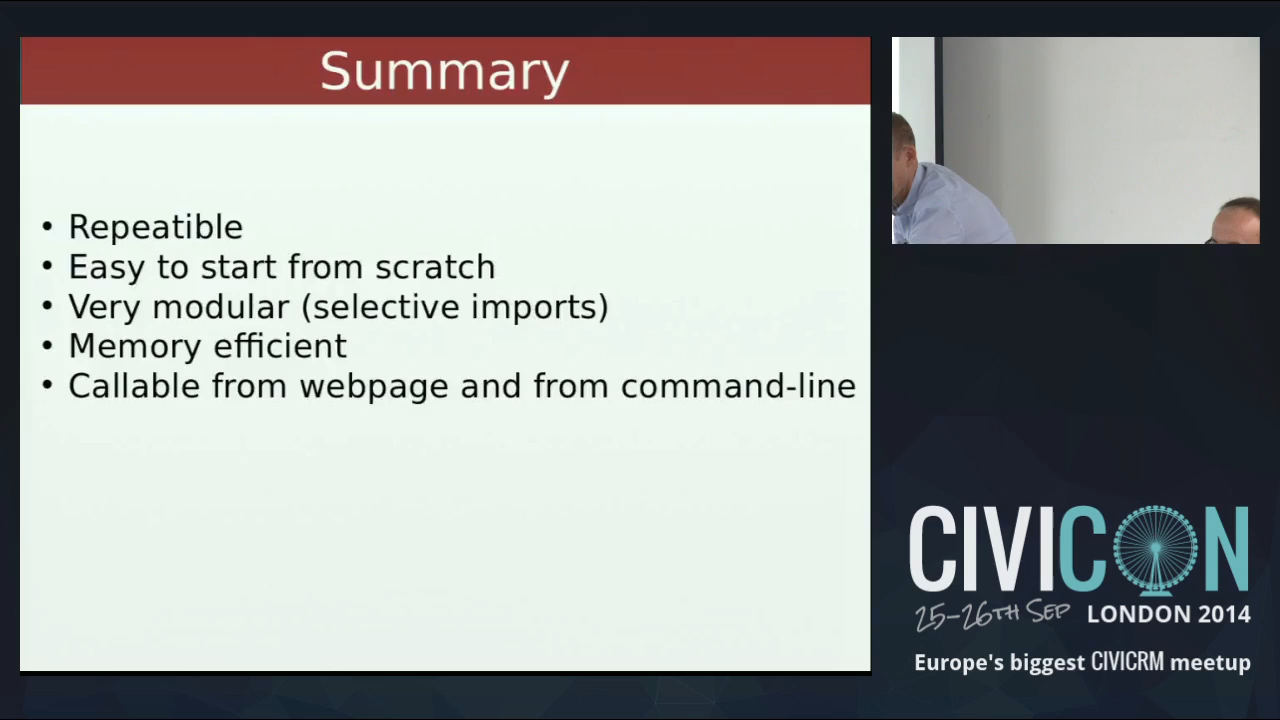 Summary
• Repeatible
• Easy to start from scratch
• Very modular (selective imports)
• Memory efficient
• Callable from webpage and from command-line
CIVICON
25-26TH SEP LONDON 2014
Europe's biggest CIVICRM meetup